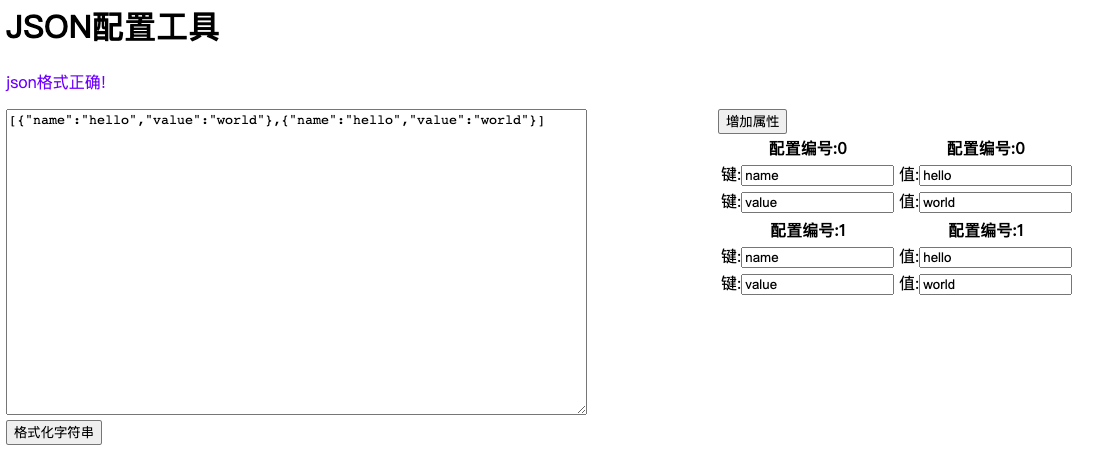 JSON配置工具
json格式正确!
[{"name":"hello","value":"world"},{"name":"hello","value":"world"}]
格式化字符串
增加属性
配置编号:0 配置编号:0
键:name 值:hello
键:value 值:world
配置编号:1 配置编号:1
键:name 值:hello
键:value 值:world